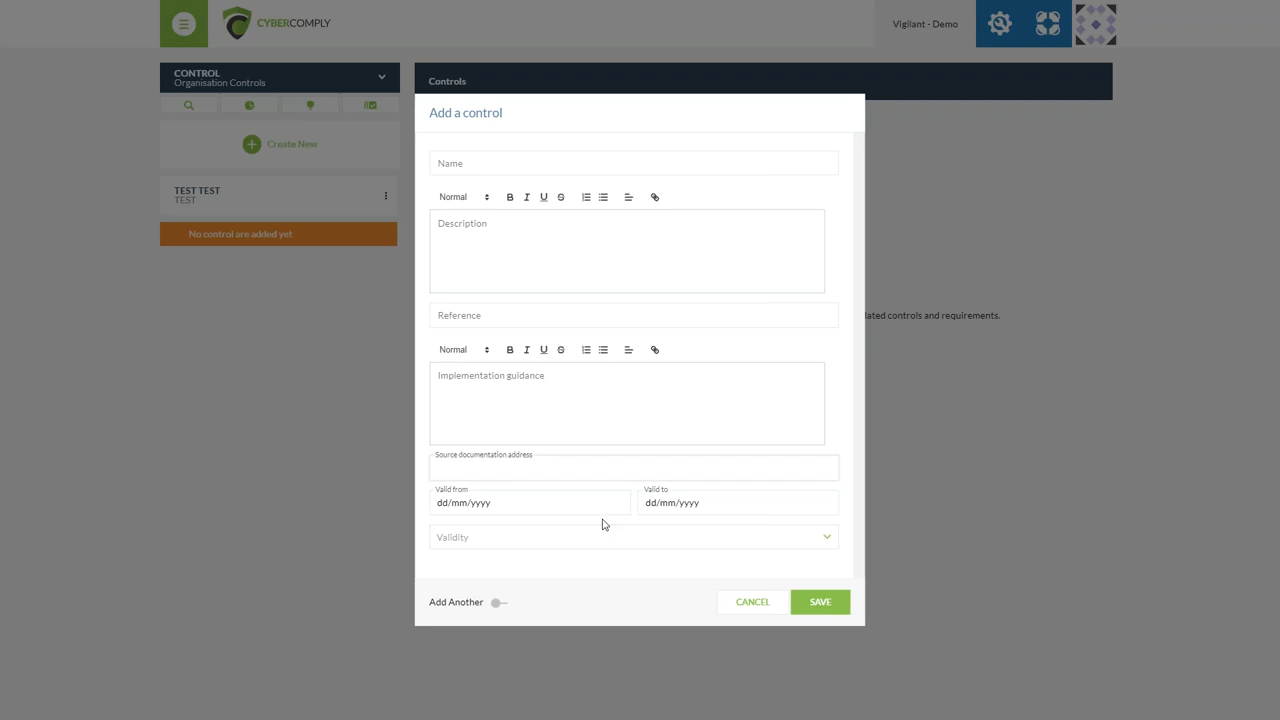 CYBERCOMPLY
Vigilant - Demo
CONTROL
Organisation Controls
Controls
Create New
TEST TEST
TEST
No control are added yet
Add a control
Name
Normal B I U S
Description
Reference
lated controls and requirements.
Normal B I U S
Implementation guidance
Source documentation address
Valid from Valid to
dd/mm/yyyy dd/mm/yyyy
Validity
Add Another CANCEL SAVE